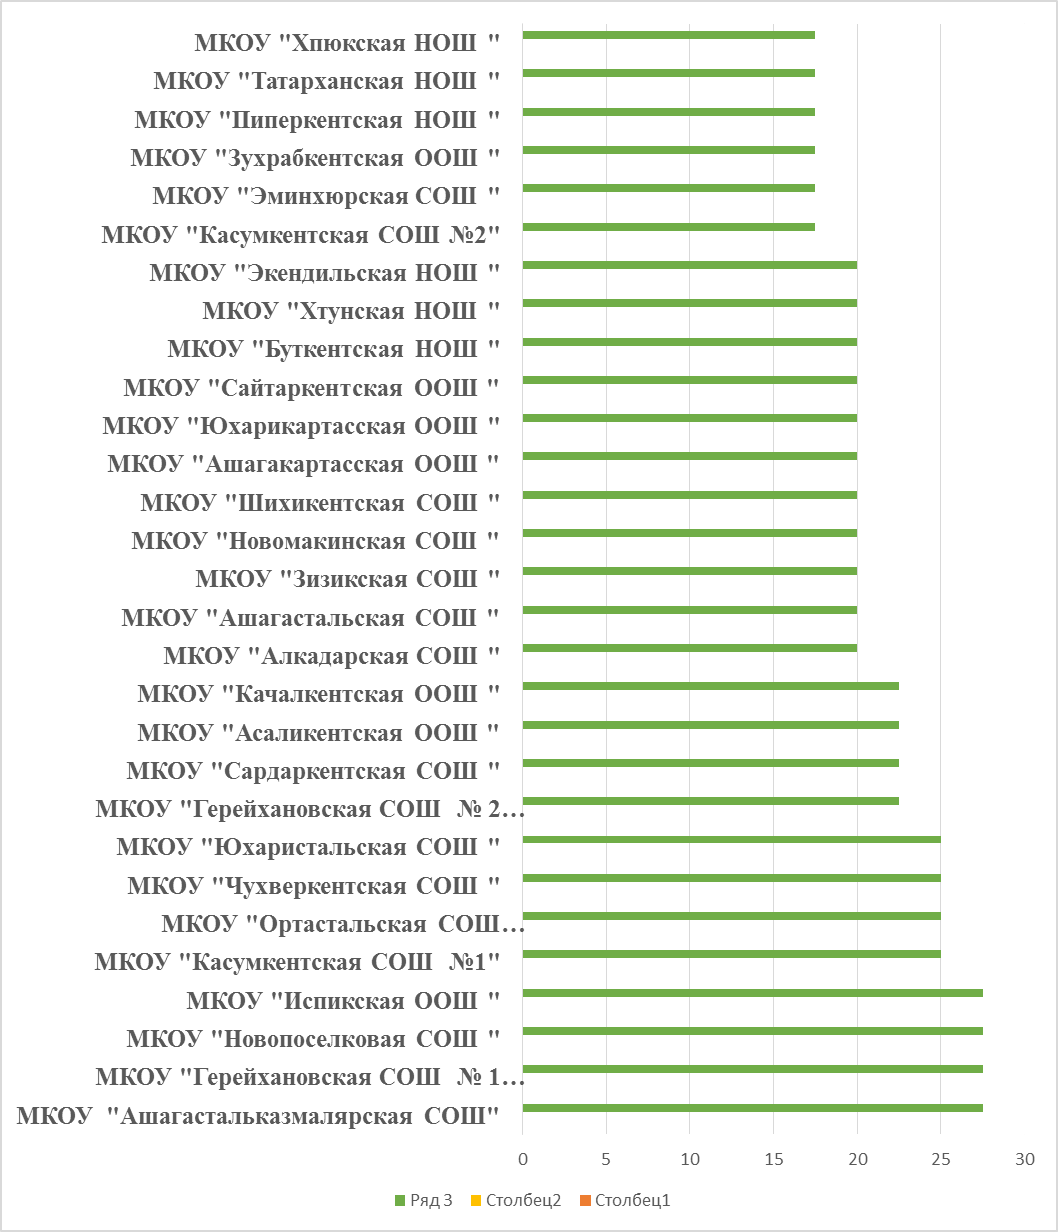 МКОУ "Хпюкская НОШ "
МКОУ "Татарханская НОШ "
МКОУ "Пиперкентская НОШ "
МКОУ "Зухрабкентская ООШ "
МКОУ "Эминхюрская СОШ "
МКОУ "Касумкентская СОШ №2"
МКОУ "Экендильская НОШ "
МКОУ "Хтунская НОШ "
МКОУ "Буткентская НОШ "
МКОУ "Сайтаркентская ООШ "
МКОУ "Юхарикартасская ООШ "
МКОУ "Ашагакартасская ООШ "
МКОУ "Шихикентская СОШ "
МКОУ "Новомакинская СОШ "
МКОУ "Зизикская СОШ "
МКОУ "Ашагастальская СОШ "
МКОУ "Алкадарская СОШ "
МКОУ "Качалкентская ООШ "
МКОУ "Асаликентская ООШ "
МКОУ "Сардаркентская СОШ "
МКОУ "Герейхановская СОШ № 2…
МКОУ "Юхаристальская СОШ "
МКОУ "Чухверкентская СОШ "
МКОУ "Ортастальская СОШ…
МКОУ "Касумкентская СОШ №1"
МКОУ "Испикская ООШ "
МКОУ "Новопоселковая СОШ "
МКОУ "Герейхановская СОШ № 1…
МКОУ "Ашагастальказмалярская СОШ"
0 5 10 15 20 25 30
Ряд 3 Столбец2 Столбец1